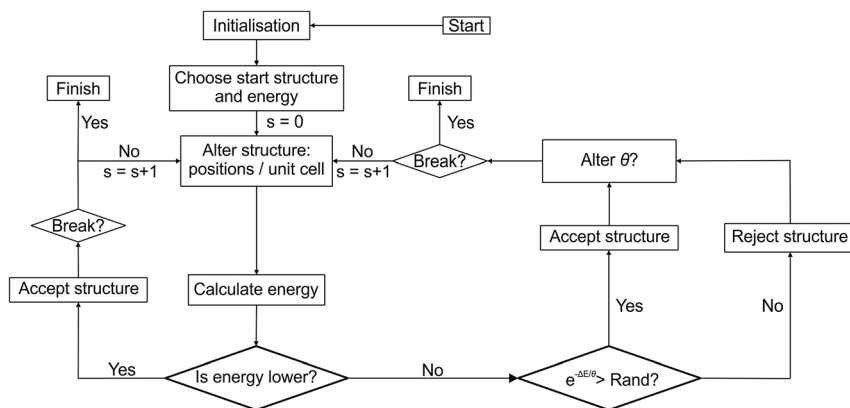 Initialisation
Start
Choose start structure
and energy
Finish
Finish
Yes
s = 0
Yes
No
s = s+1
Alter structure:
positions / unit cell
No
s = s+1
Break?
Alter θ?
Break?
Accept structure
Reject structure
Accept structure
Calculate energy
Yes
No
Yes
Is energy lower?
No
e^-ΔE/θ > Rand?